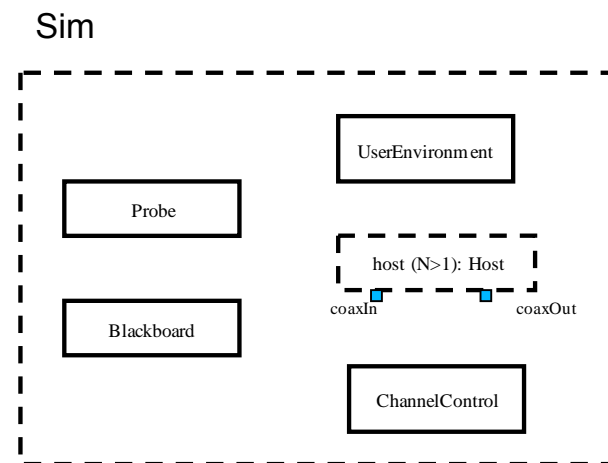 Sim
UserEnvironment
Probe
host (N>1): Host
coaxIn
coaxOut
Blackboard
ChannelControl